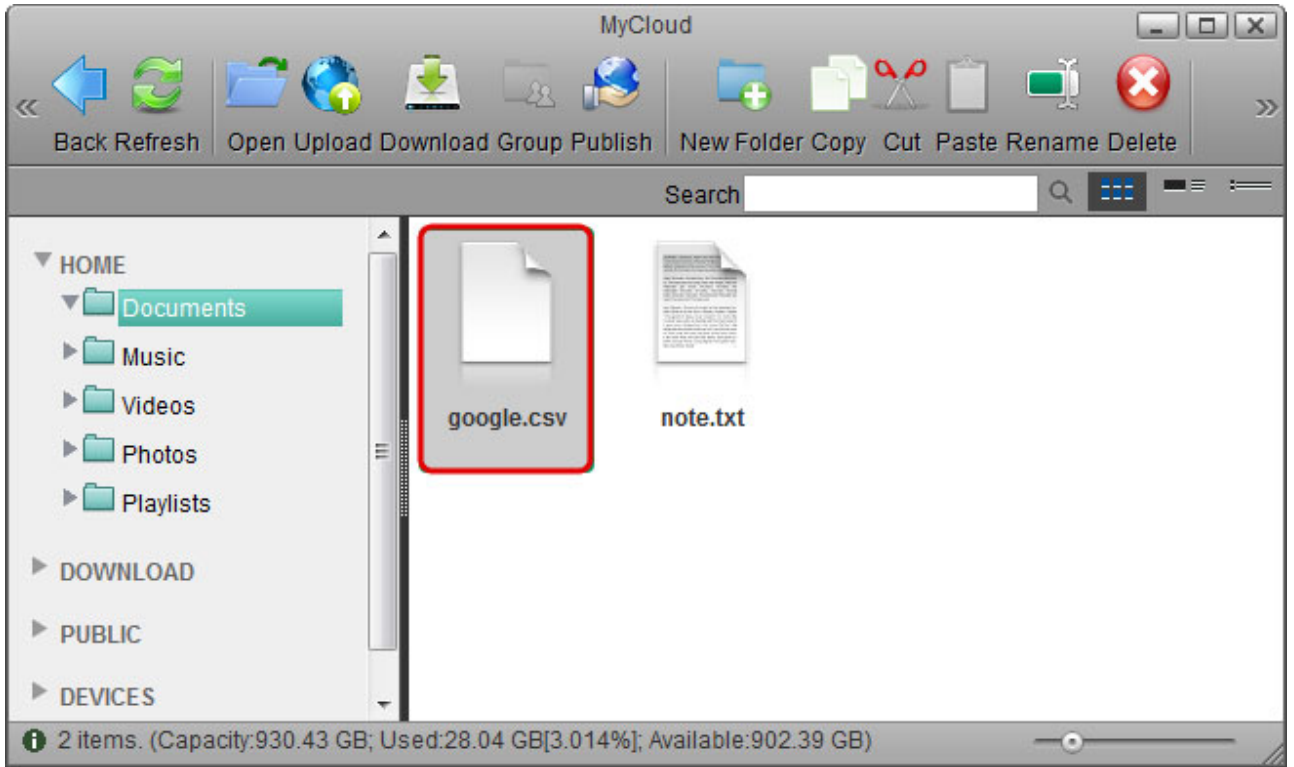 MyCloud
Back Refresh Open Upload Download Group Publish New Folder Copy Cut Paste Rename Delete
Search
HOME
Documents
Music
Videos
Photos
Playlists
DOWNLOAD
PUBLIC
DEVICES
google.csv note.txt
2 items. (Capacity:930.43 GB; Used:28.04 GB[3.014%]; Available:902.39 GB)